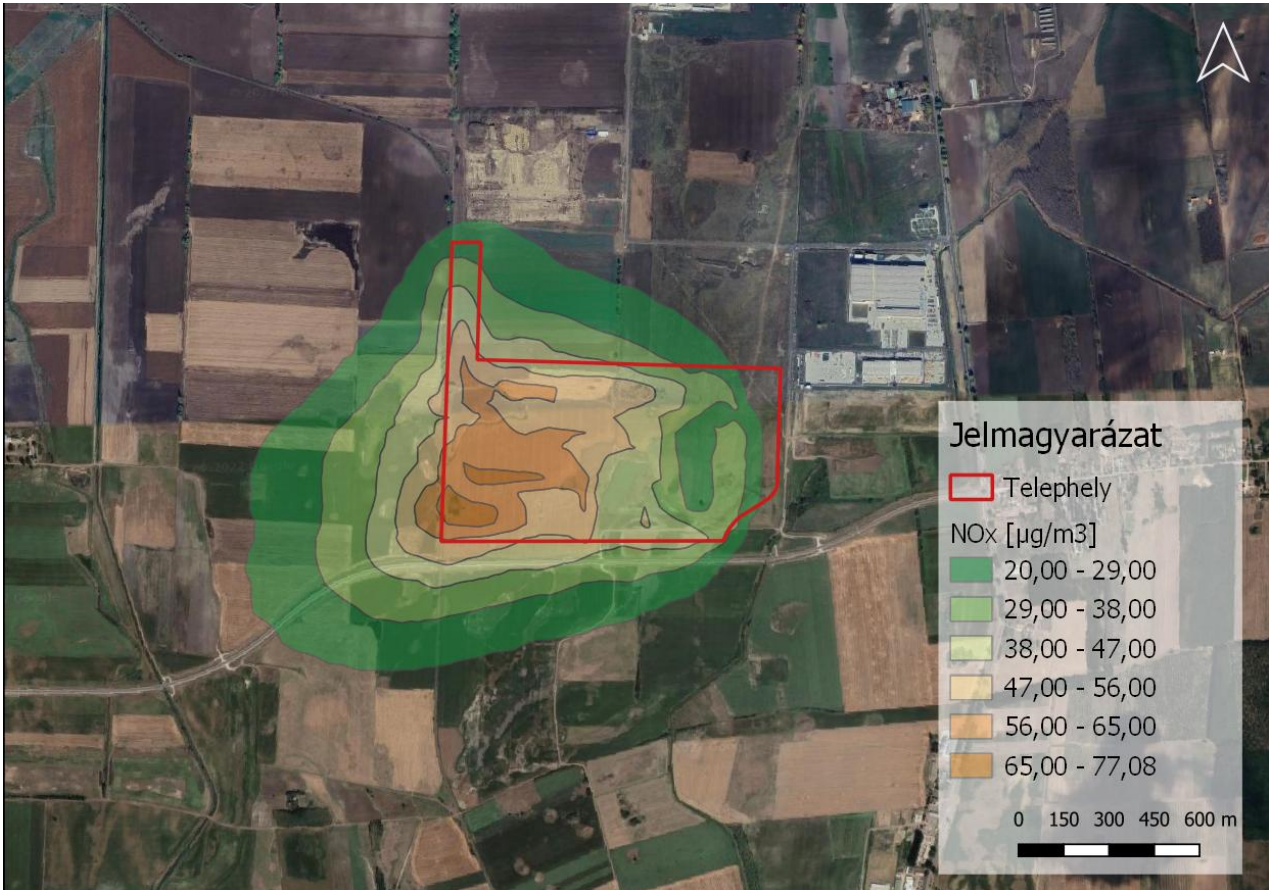 Jelmagyarázat
Telephely
NOx [µg/m3]
20,00 - 29,00
29,00 - 38,00
38,00 - 47,00
47,00 - 56,00
56,00 - 65,00
65,00 - 77,08
0 150 300 450 600 m